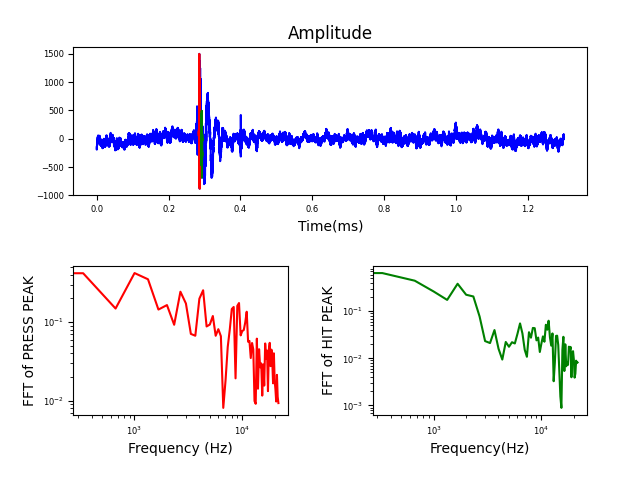 Amplitude
1500
1000
500
0
−500
−1000
0.0 0.2 0.4 0.6 0.8 1.0 1.2
Time(ms)
FFT of PRESS PEAK
10⁻¹
10⁻²
10³ 10⁴
Frequency (Hz)
FFT of HIT PEAK
10⁻¹
10⁻²
10⁻³
10³ 10⁴
Frequency(Hz)